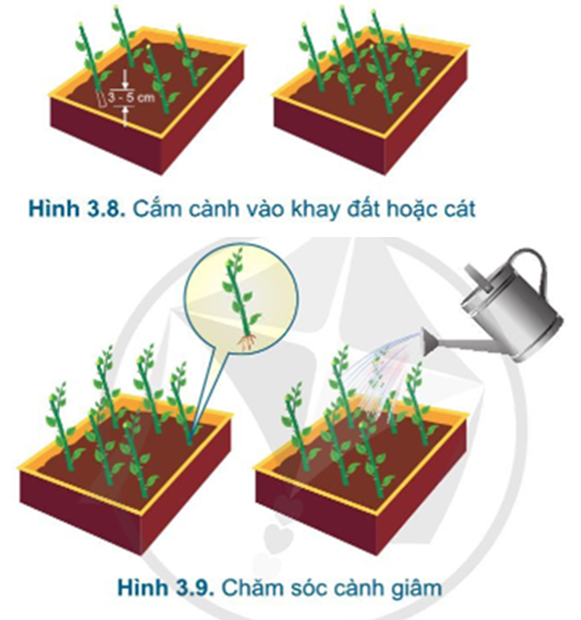 3 - 5 cm
Hình 3.8. Cắm cành vào khay đất hoặc cát
Hình 3.9. Chăm sóc cành giâm